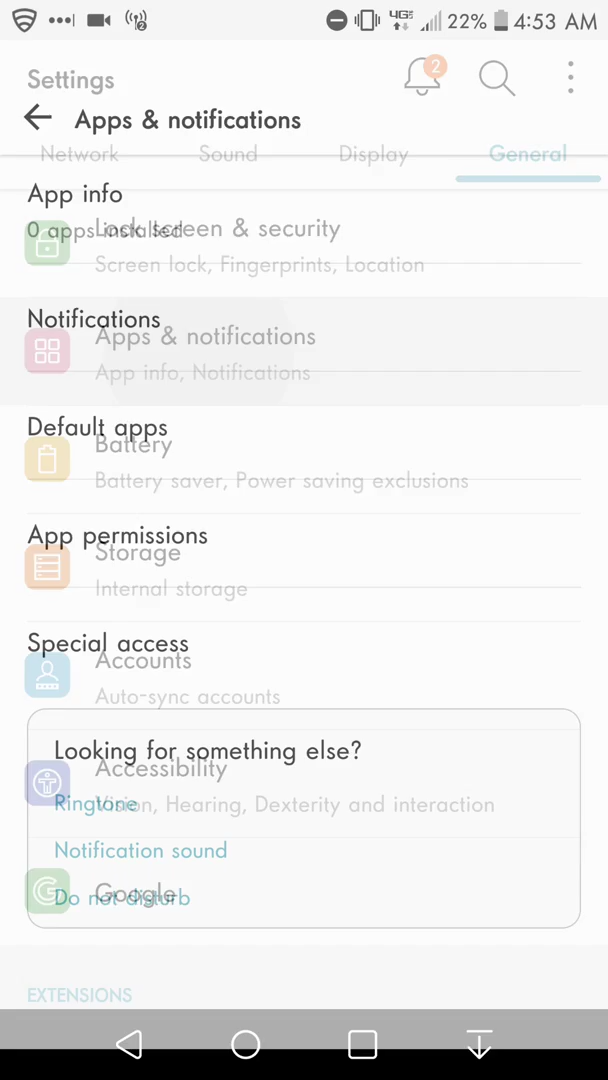 22% 4:53 AM
Settings
2
Apps & notifications
Network Sound Display General
App info
0 apps installed
Lock screen & security
Screen lock, Fingerprints, Location
Notifications
Apps & notifications
App info, Notifications
Default apps
Battery
Battery saver, Power saving exclusions
App permissions
Storage
Internal storage
Special access
Accounts
Auto-sync accounts
Looking for something else?
Accessibility
Ringtone
Vision, Hearing, Dexterity and interaction
Notification sound
Google
Do not disturb
EXTENSIONS